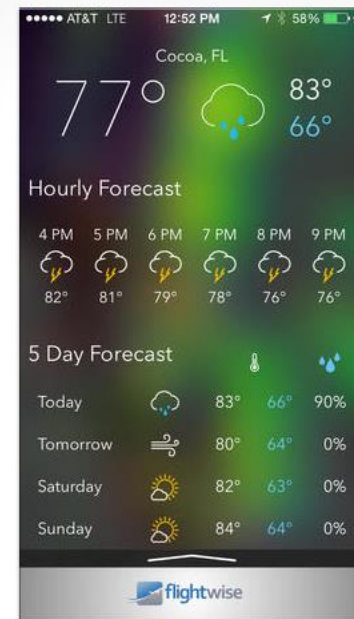 AT&T LTE 12:52 PM 58%
Cocoa, FL
77° 83°
66°
Hourly Forecast
4 PM 5 PM 6 PM 7 PM 8 PM 9 PM
82° 81° 79° 78° 76° 76°
5 Day Forecast
Today 83° 66° 90%
Tomorrow 80° 64° 0%
Saturday 82° 63° 0%
Sunday 84° 64° 0%
flightwise